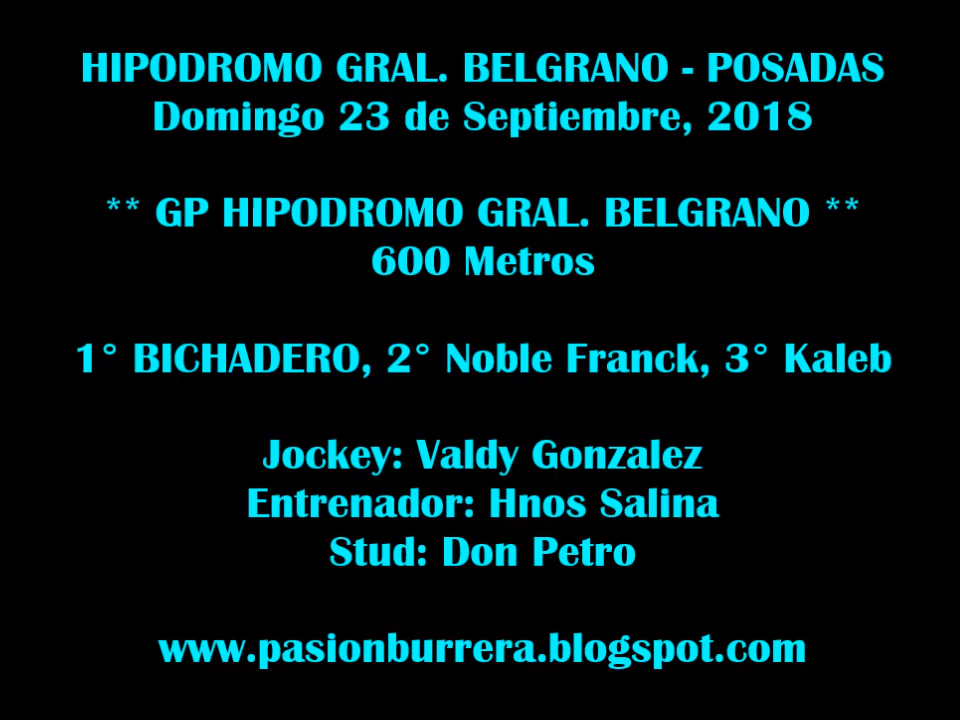 HIPODROMO GRAL. BELGRANO - POSADAS
Domingo 23 de Septiembre, 2018
** GP HIPODROMO GRAL. BELGRANO **
600 Metros
1° BICHADERO, 2° Noble Franck, 3° Kaleb
Jockey: Valdy Gonzalez
Entrenador: Hnos Salina
Stud: Don Petro
www.pasionburrera.blogspot.com